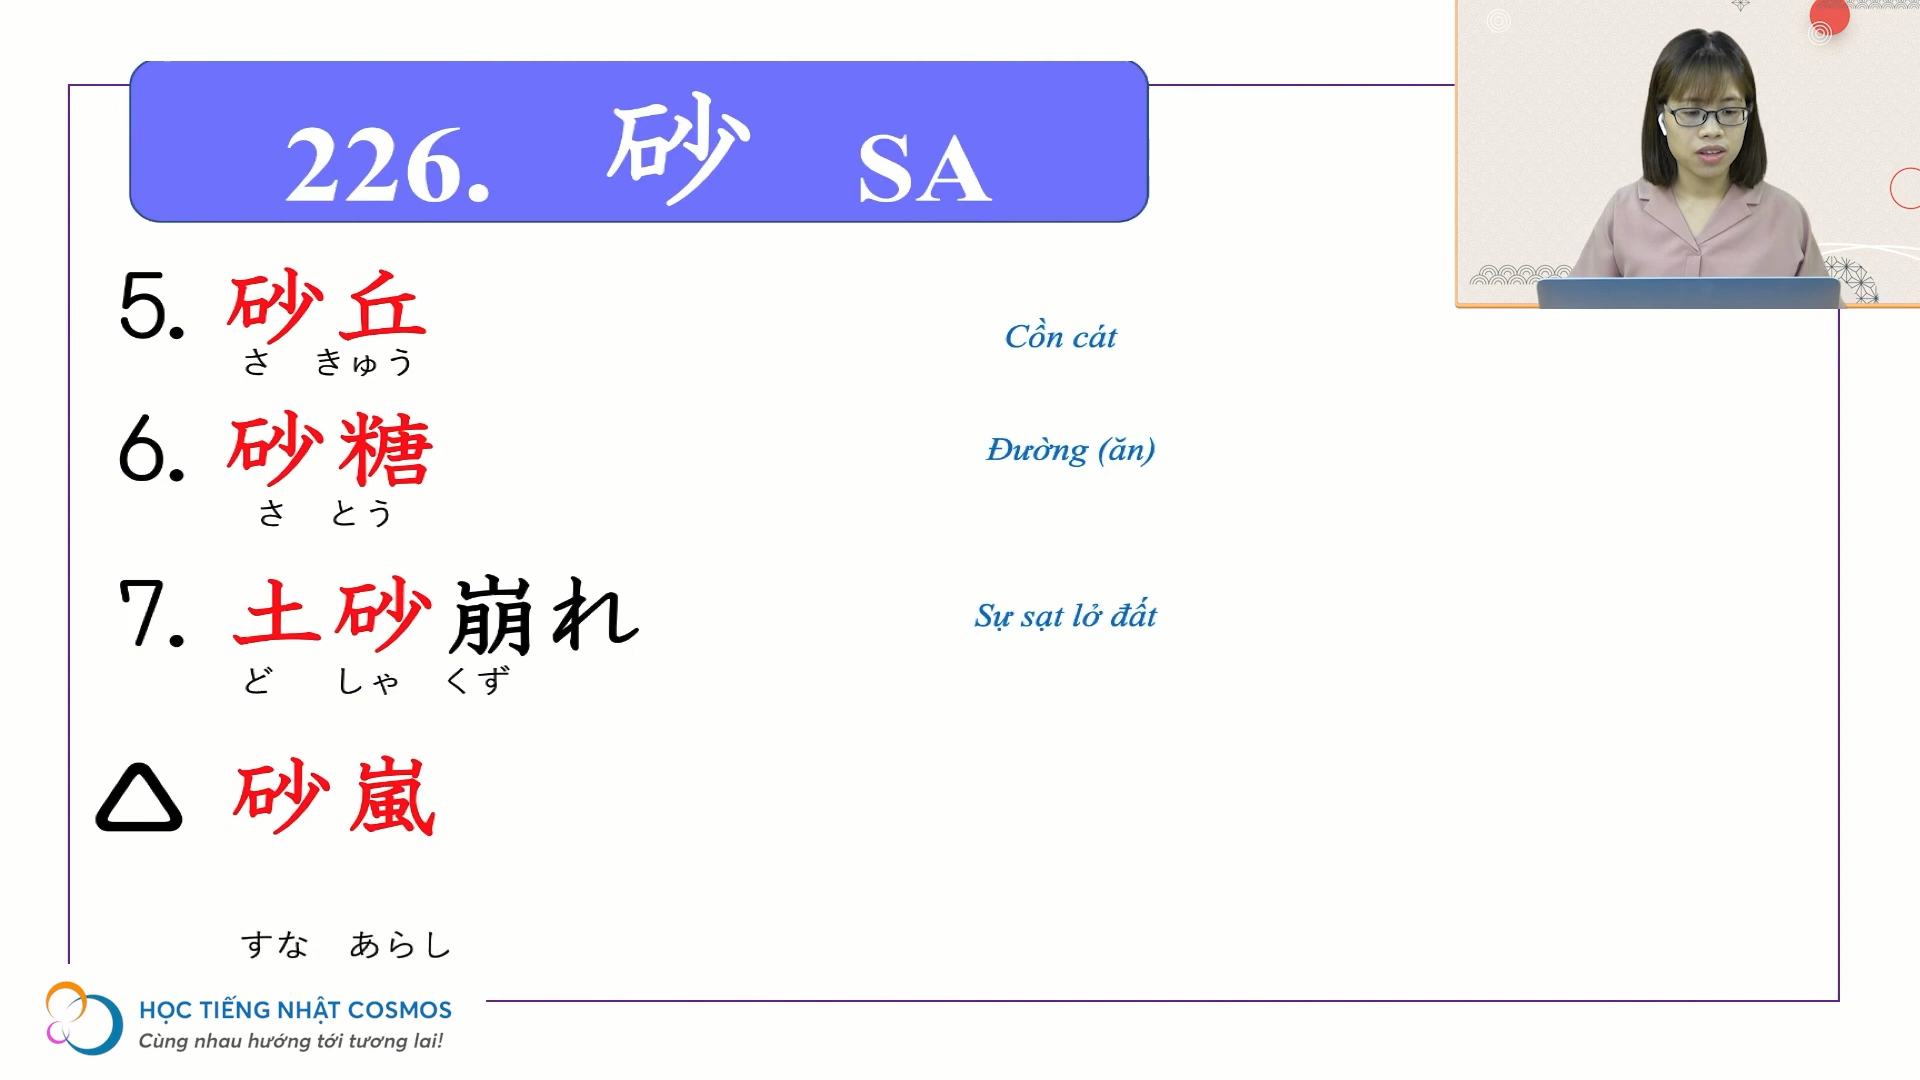 226. 砂 SA
5. 砂丘 Cồn cát
さ きゅう
6. 砂糖 Đường (ăn)
さ とう
7. 土砂崩れ Sự sạt lở đất
ど しゃ くず
△ 砂嵐
すな あらし
HỌC TIẾNG NHẬT COSMOS
Cùng nhau hướng tới tương lai!